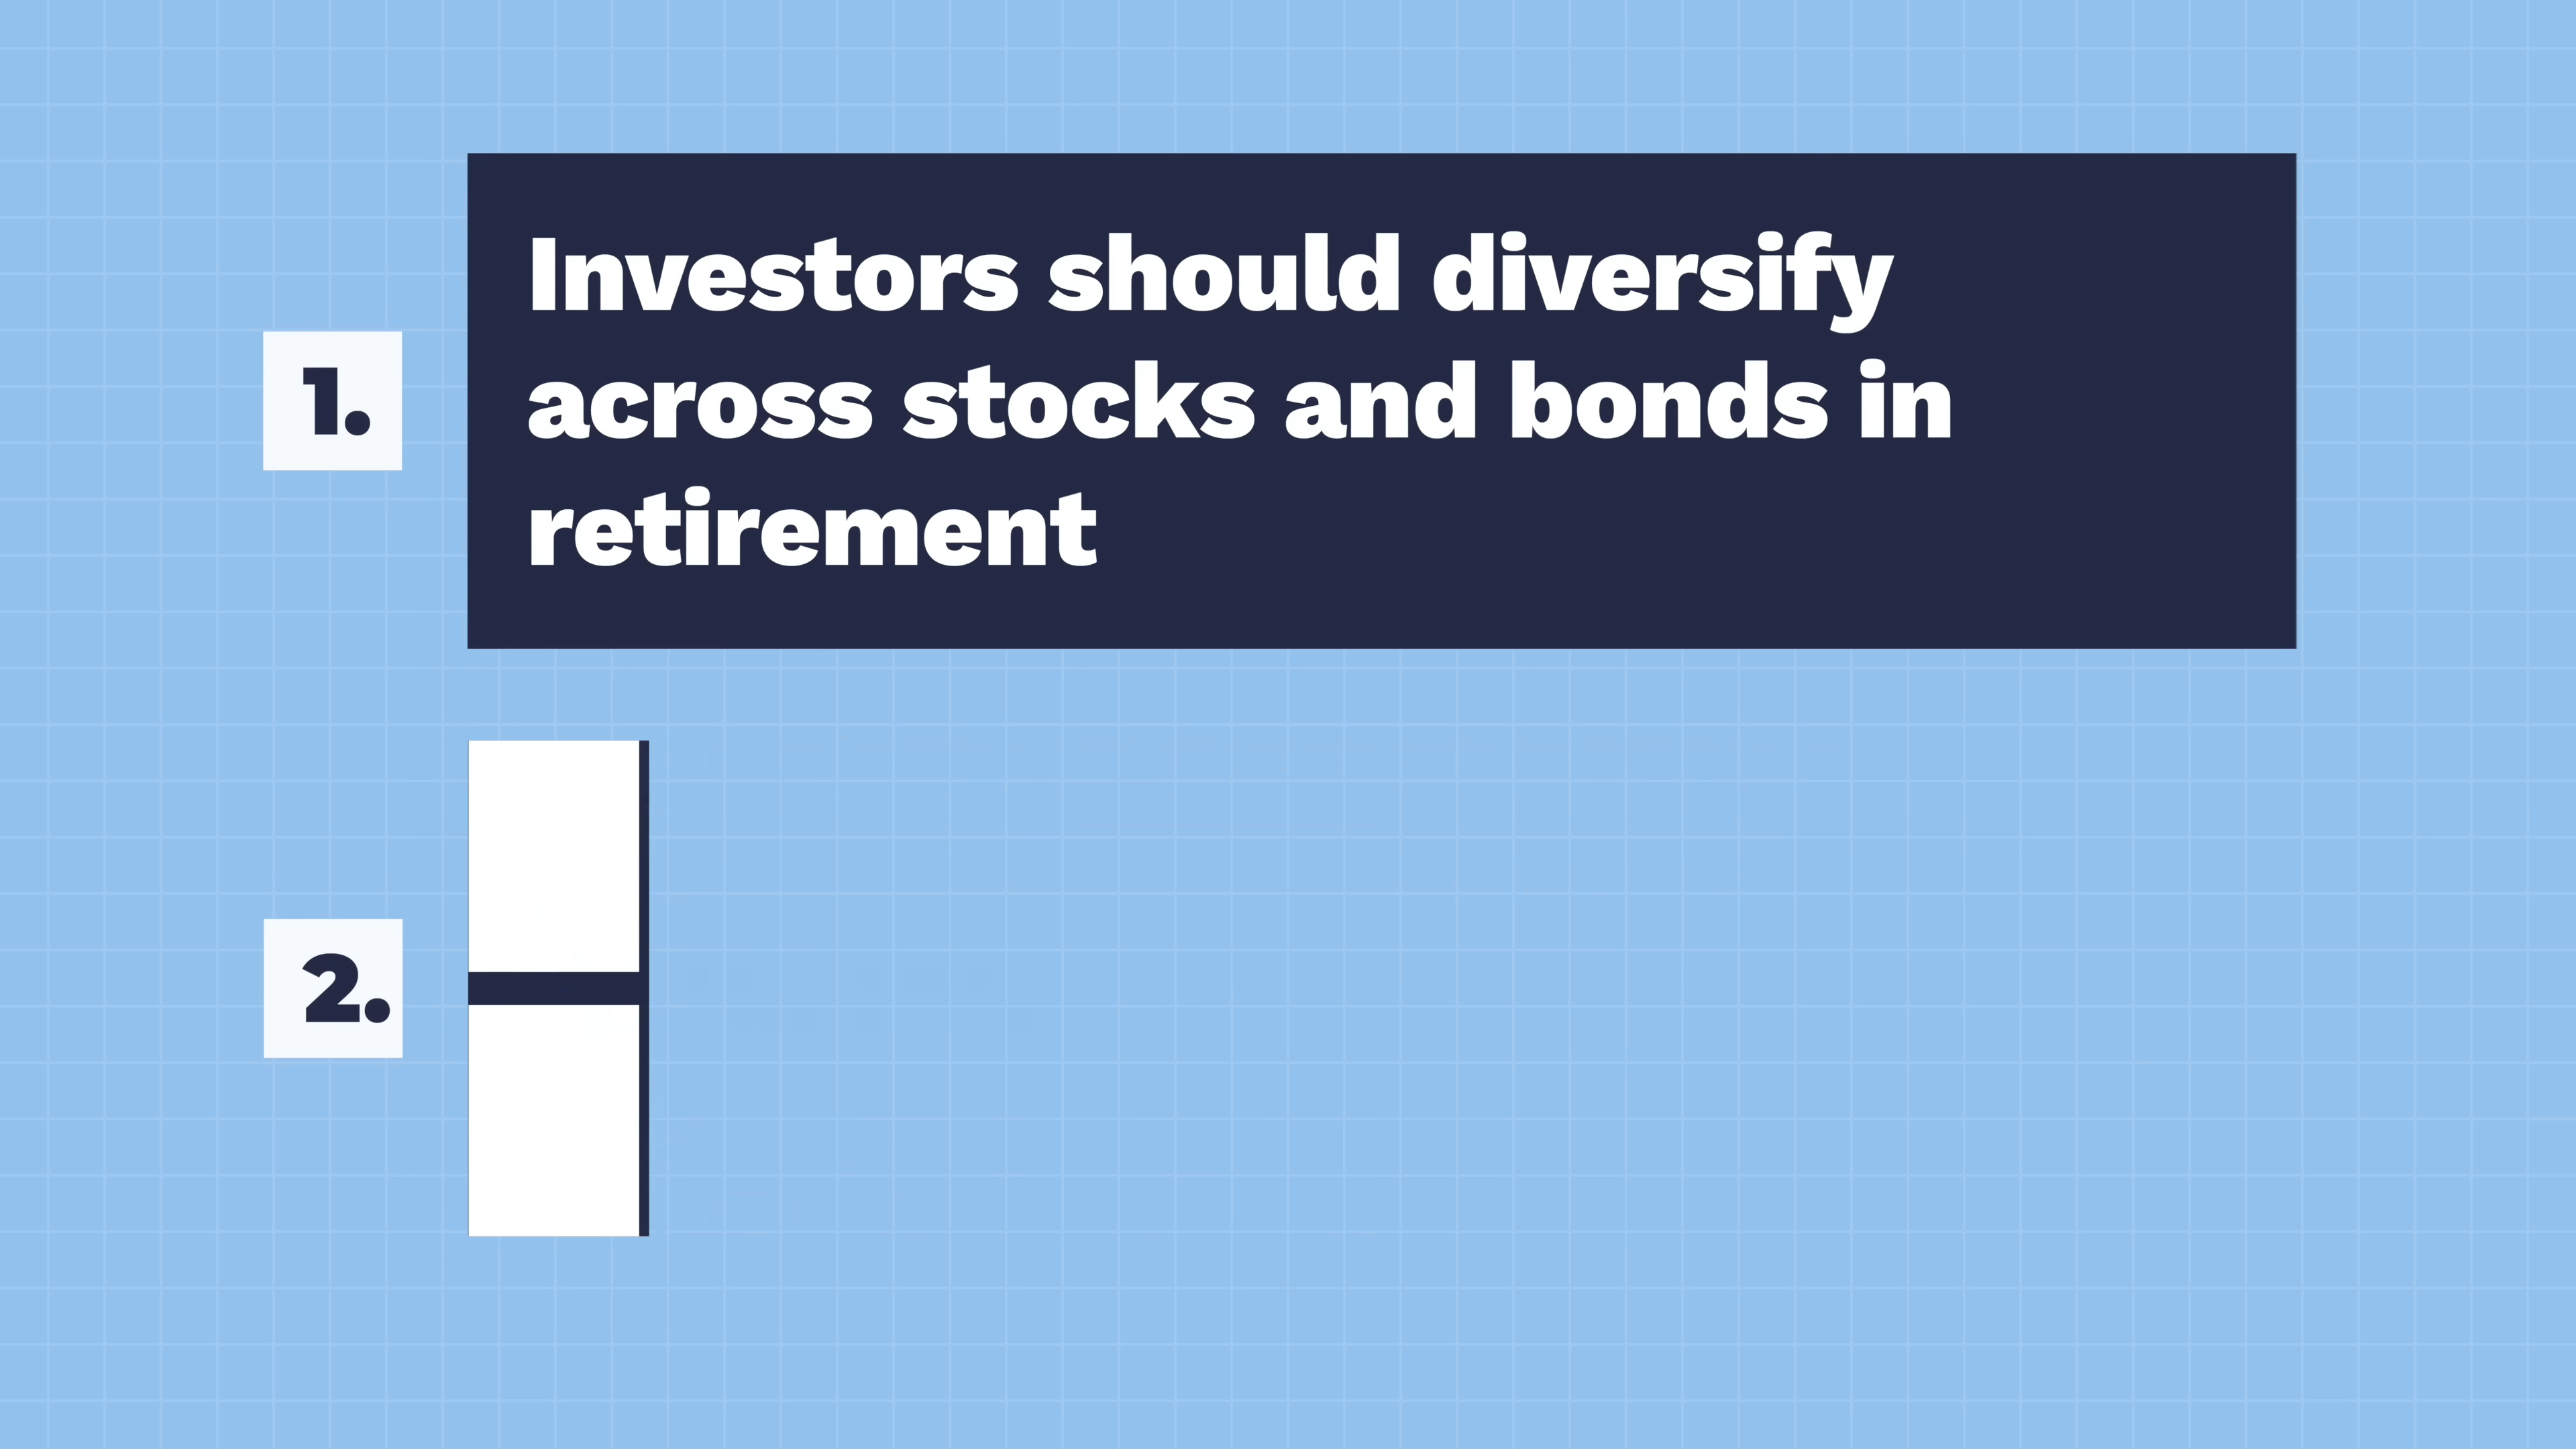 1.
Investors should diversify
across stocks and bonds in
retirement
2.